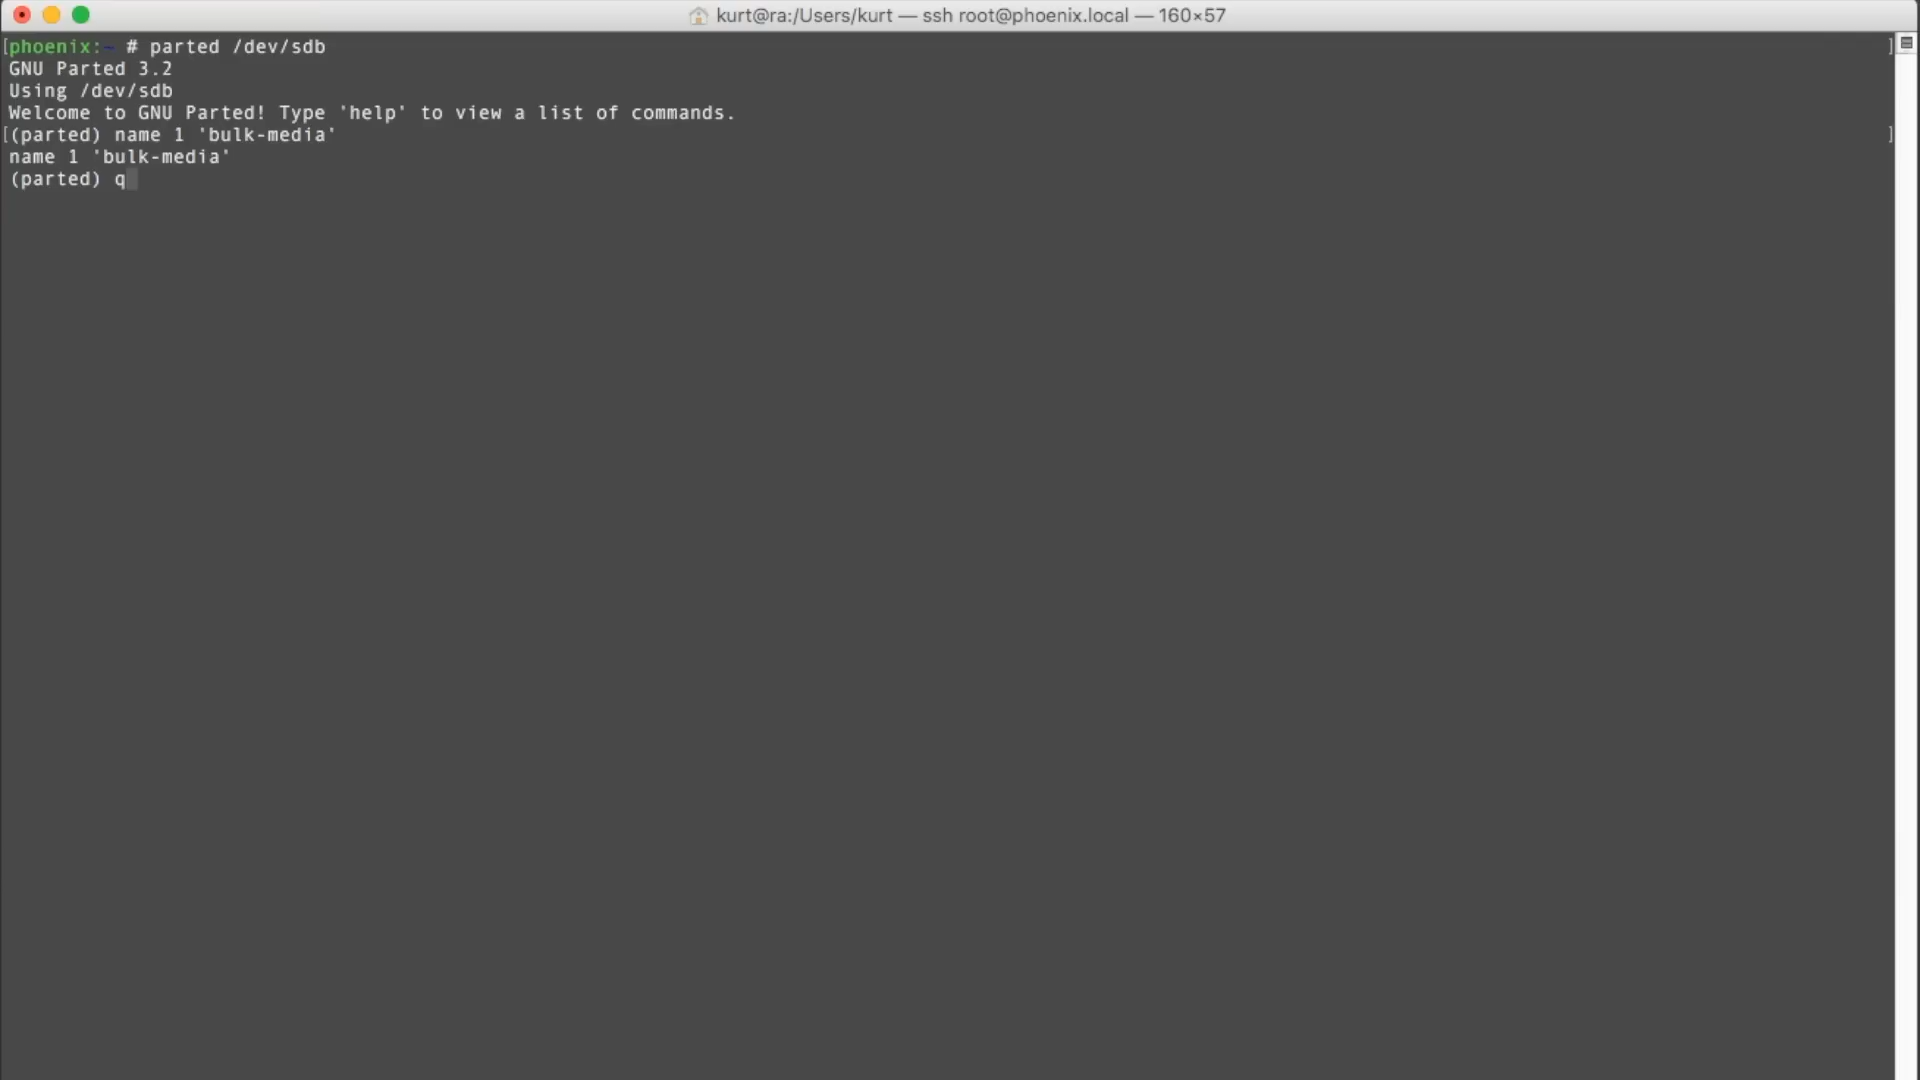 kurt@ra:/Users/kurt — ssh root@phoenix.local — 160×57
[phoenix:~ # parted /dev/sdb ]
GNU Parted 3.2
Using /dev/sdb
Welcome to GNU Parted! Type 'help' to view a list of commands.
[(parted) name 1 'bulk-media' ]
name 1 'bulk-media'
(parted) q